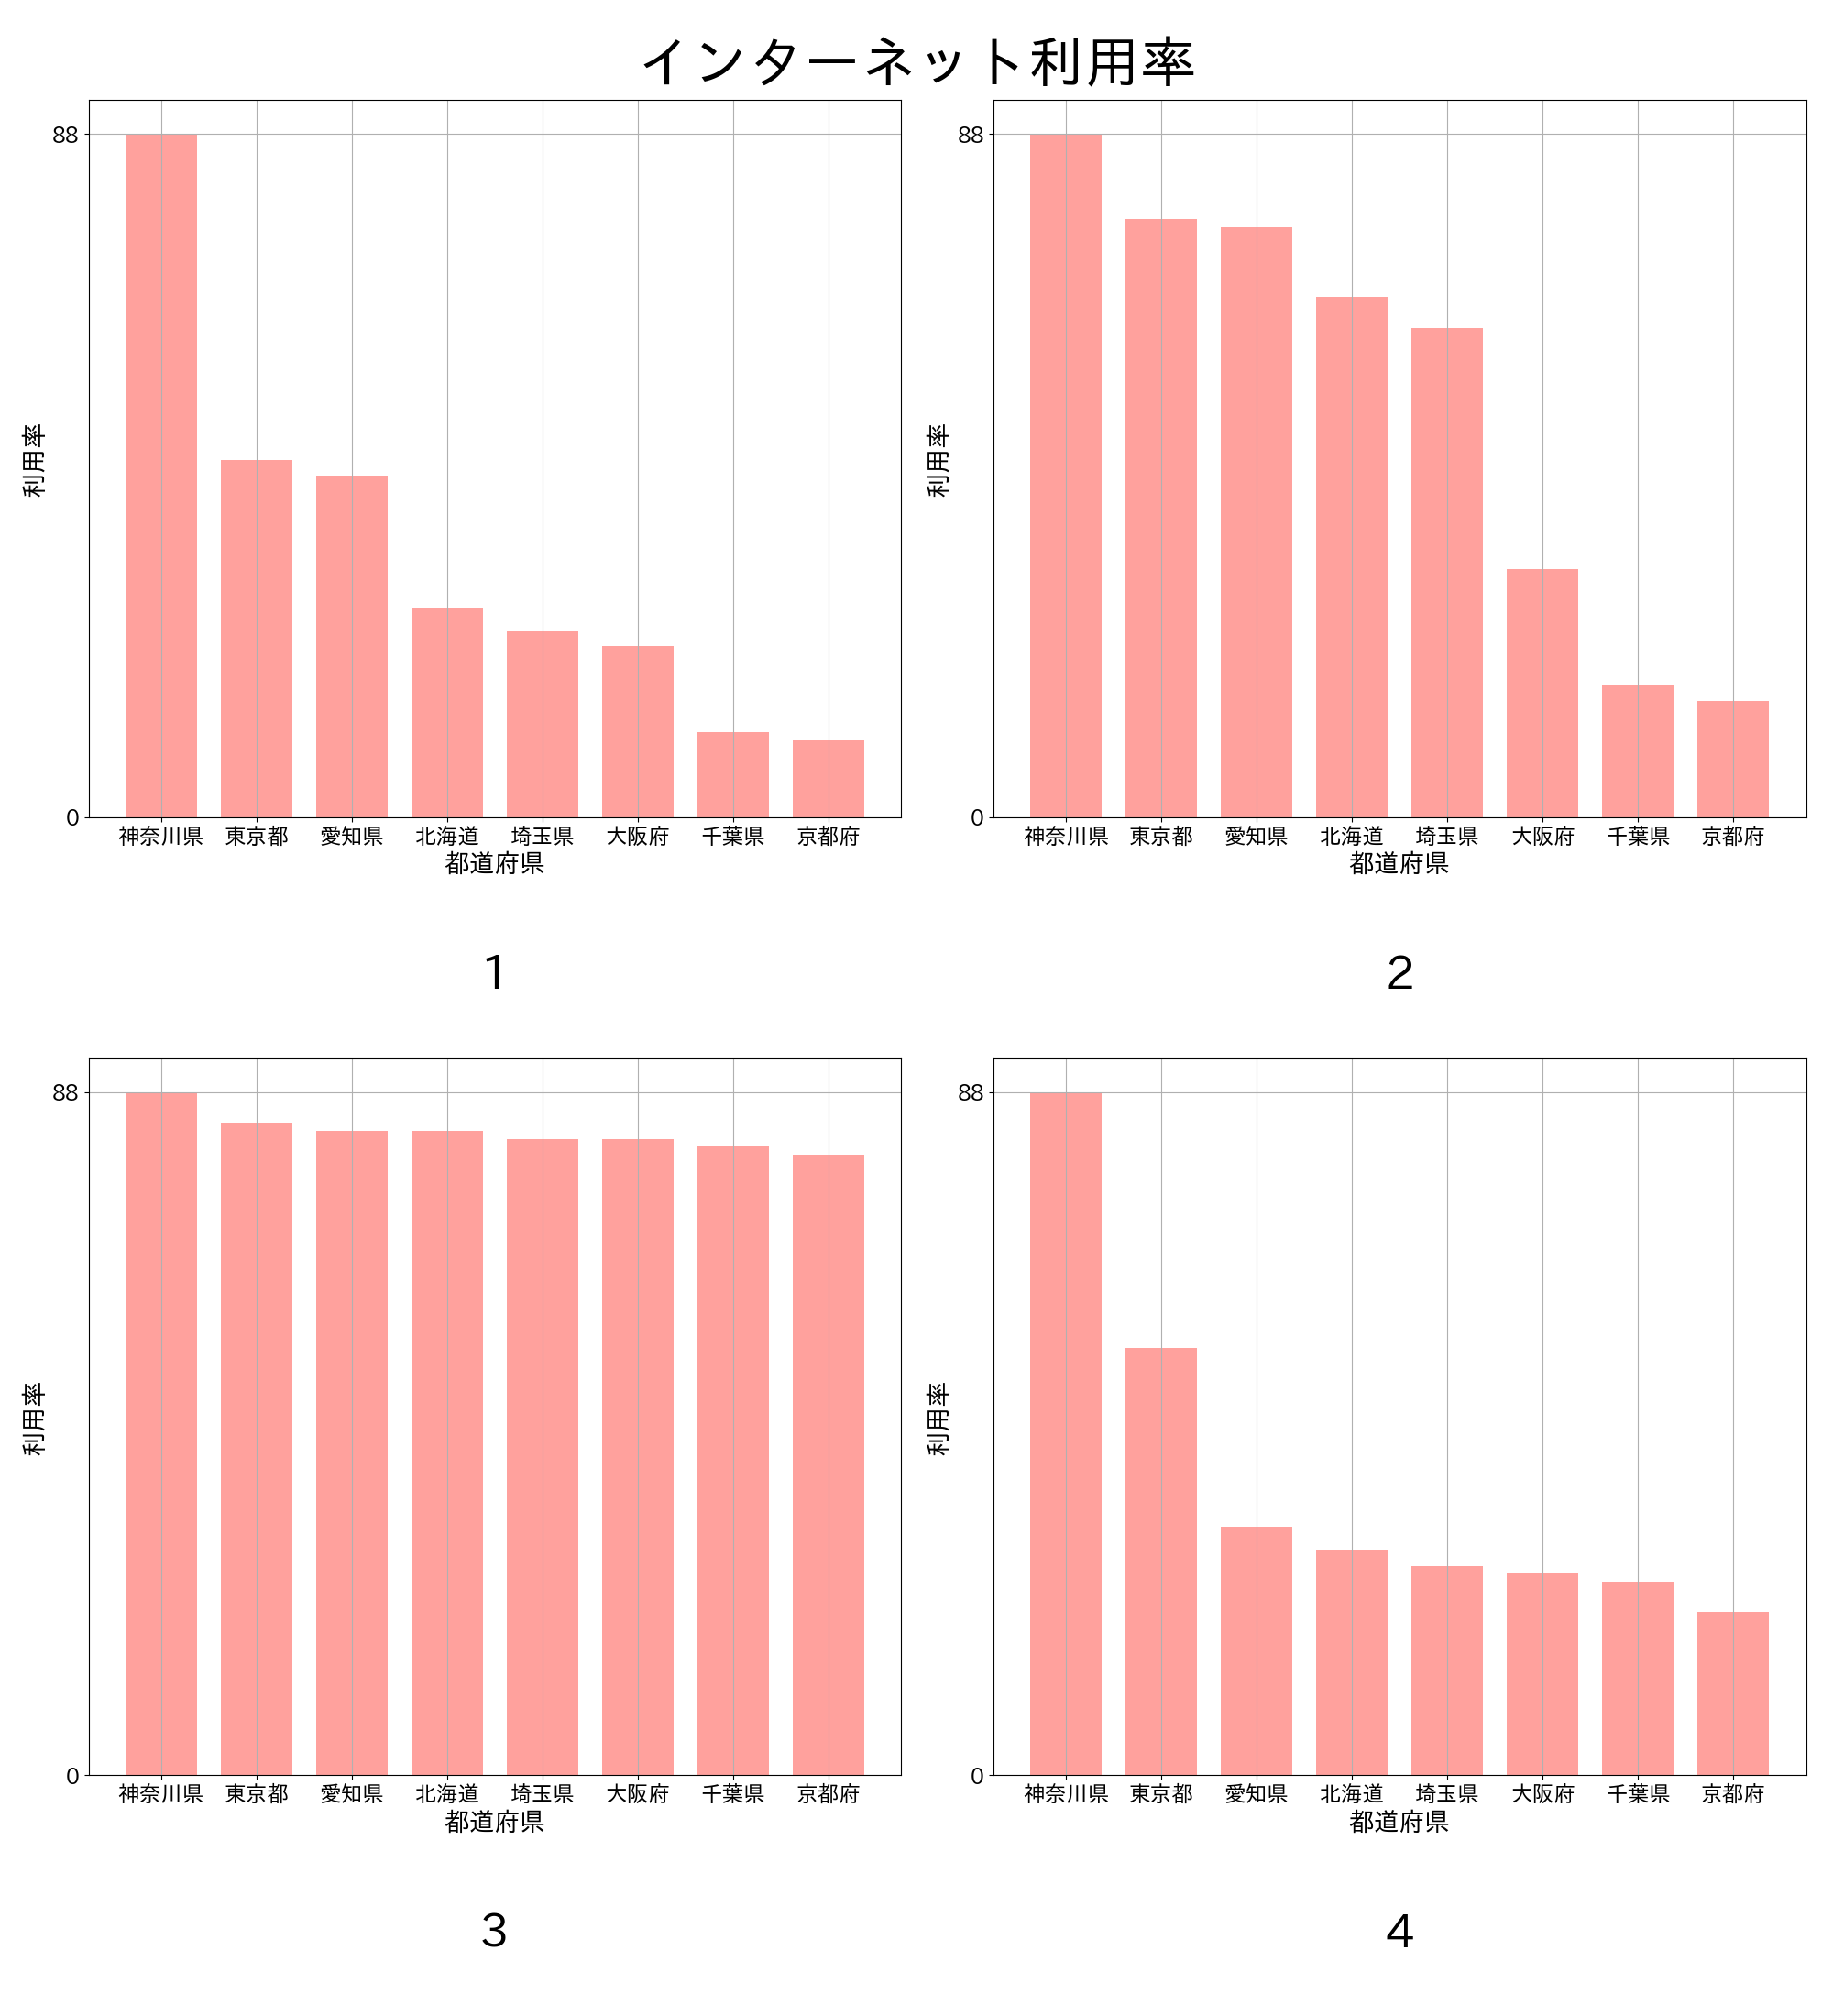 インターネット利用率
88
利用率
0
神奈川県 東京都 愛知県 北海道 埼玉県 大阪府 千葉県 京都府
都道府県
1
88
利用率
0
神奈川県 東京都 愛知県 北海道 埼玉県 大阪府 千葉県 京都府
都道府県
2
88
利用率
0
神奈川県 東京都 愛知県 北海道 埼玉県 大阪府 千葉県 京都府
都道府県
3
88
利用率
0
神奈川県 東京都 愛知県 北海道 埼玉県 大阪府 千葉県 京都府
都道府県
4